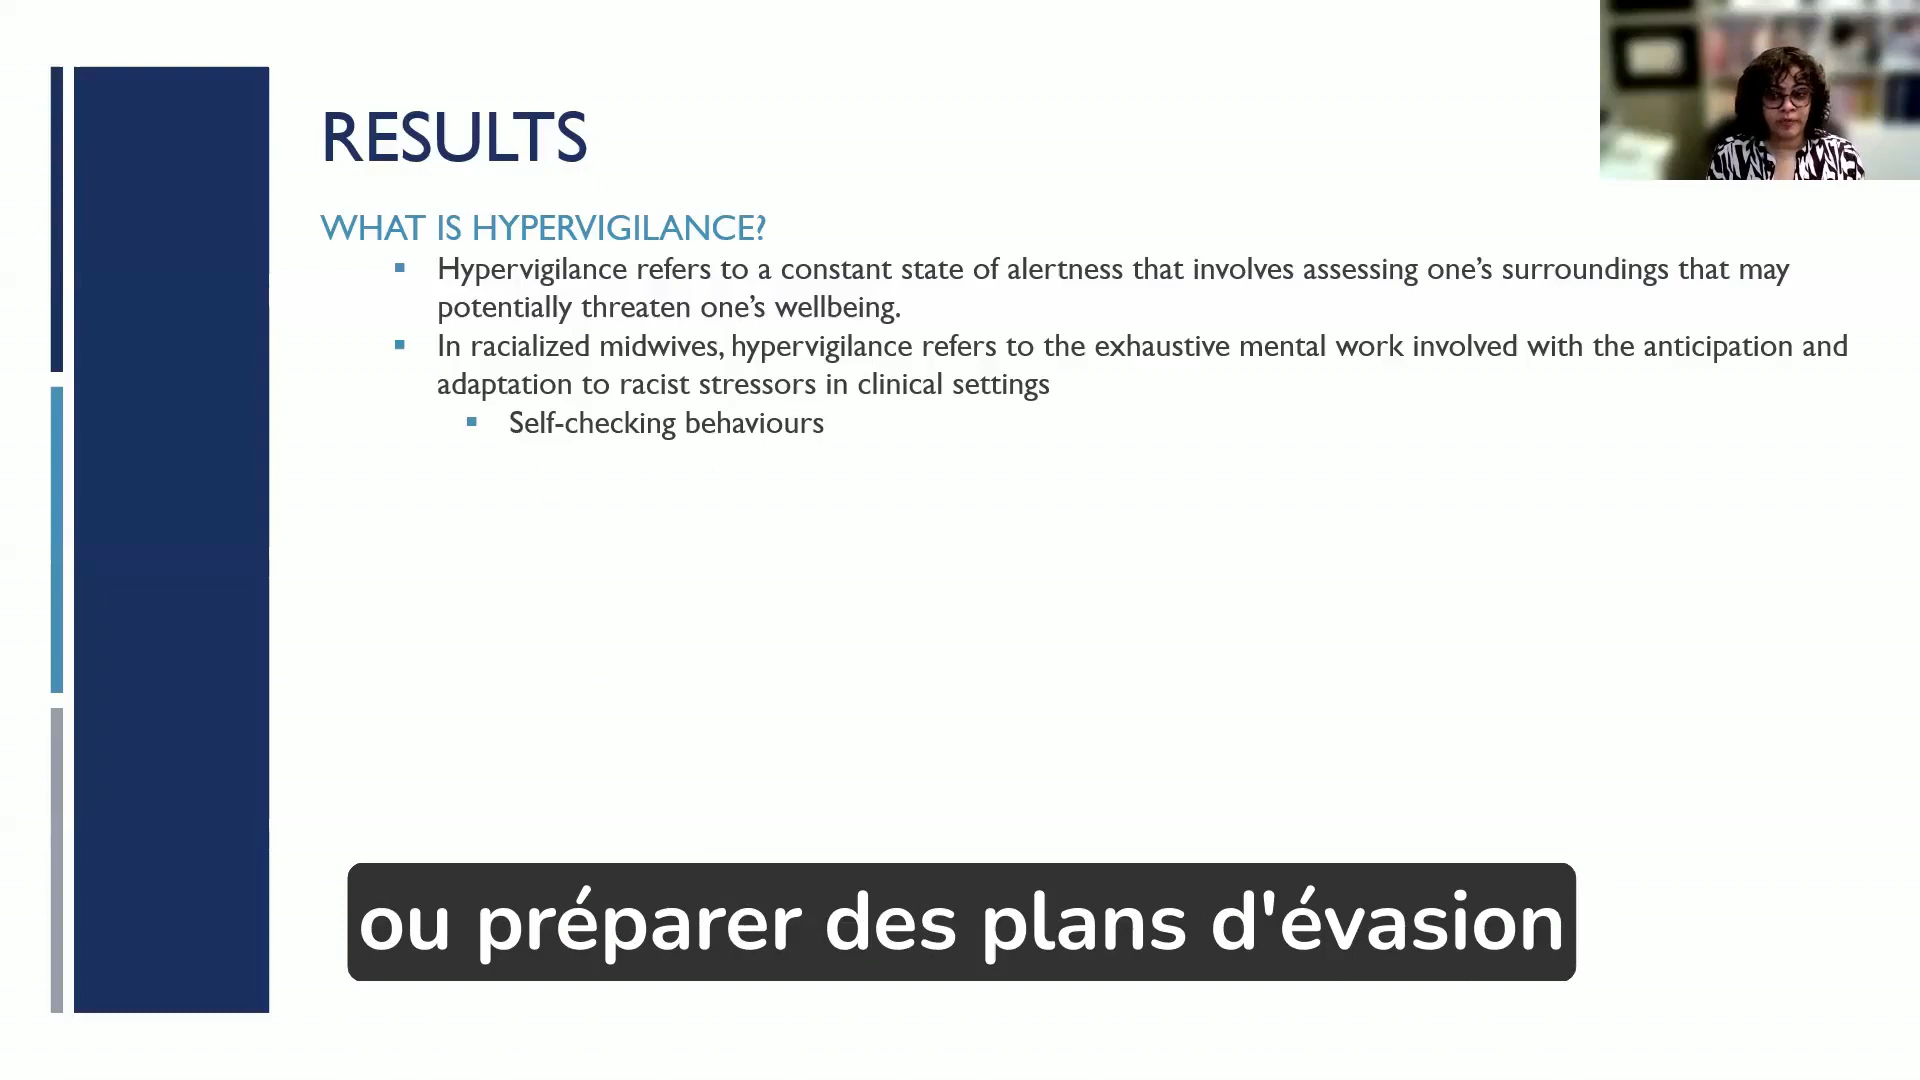 RESULTS
WHAT IS HYPERVIGILANCE?
▪ Hypervigilance refers to a constant state of alertness that involves assessing one’s surroundings that may
potentially threaten one’s wellbeing.
▪ In racialized midwives, hypervigilance refers to the exhaustive mental work involved with the anticipation and
adaptation to racist stressors in clinical settings
▪ Self-checking behaviours
ou préparer des plans d'évasion